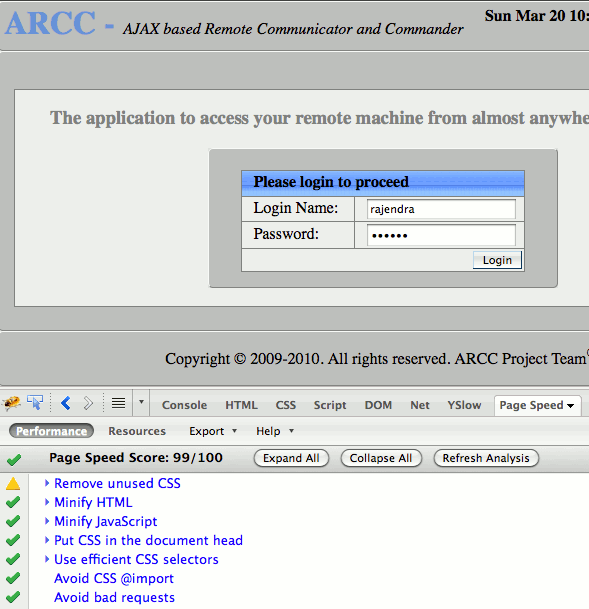 ARCC - AJAX based Remote Communicator and Commander Sun Mar 20 10:
The application to access your remote machine from almost anywhe
Please login to proceed
Login Name: rajendra
Password: ••••••
Login
Copyright © 2009-2010. All rights reserved. ARCC Project Team
Console HTML CSS Script DOM Net YSlow Page Speed
Performance Resources Export Help
Page Speed Score: 99/100 Expand All Collapse All Refresh Analysis
Remove unused CSS
Minify HTML
Minify JavaScript
Put CSS in the document head
Use efficient CSS selectors
Avoid CSS @import
Avoid bad requests